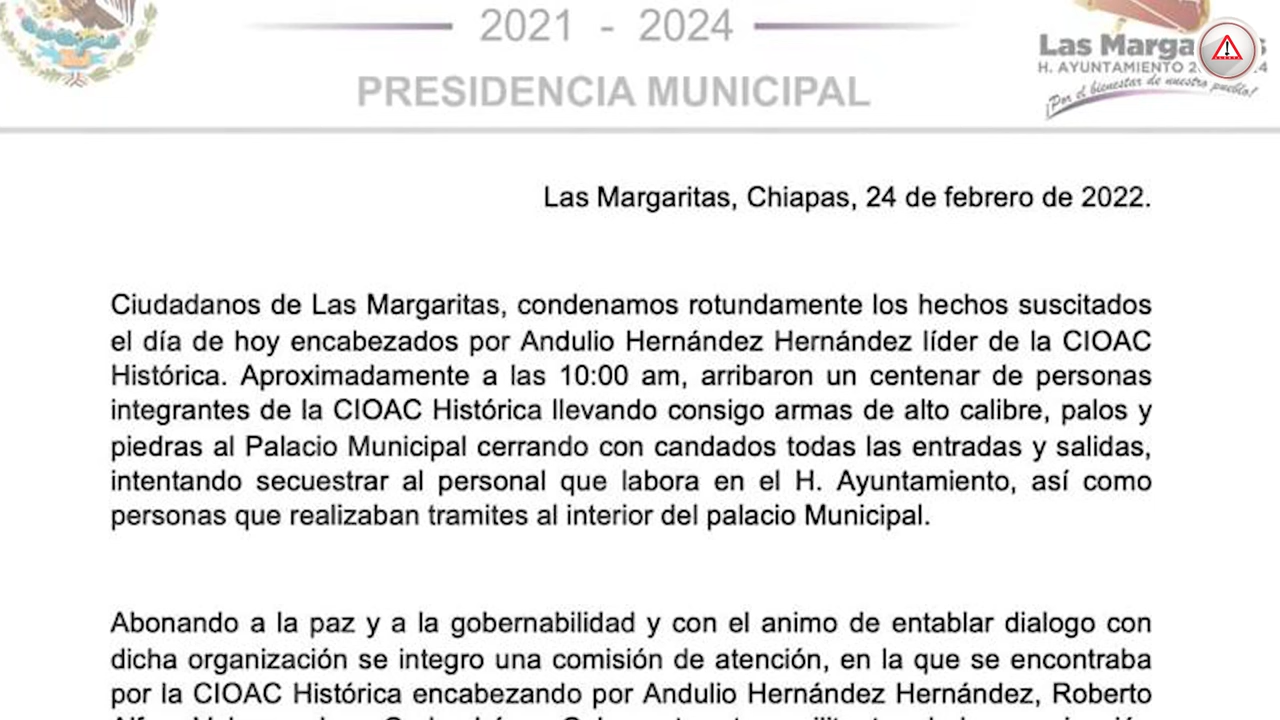 2021 - 2024
PRESIDENCIA MUNICIPAL
Las Marga
H. AYUNTAMIENTO
¡Por el bienestar de nuestro pueblo!
Las Margaritas, Chiapas, 24 de febrero de 2022.
Ciudadanos de Las Margaritas, condenamos rotundamente los hechos suscitados
el día de hoy encabezados por Andulio Hernández Hernández líder de la CIOAC
Histórica. Aproximadamente a las 10:00 am, arribaron un centenar de personas
integrantes de la CIOAC Histórica llevando consigo armas de alto calibre, palos y
piedras al Palacio Municipal cerrando con candados todas las entradas y salidas,
intentando secuestrar al personal que labora en el H. Ayuntamiento, así como
personas que realizaban tramites al interior del palacio Municipal.
Abonando a la paz y a la gobernabilidad y con el animo de entablar dialogo con
dicha organización se integro una comisión de atención, en la que se encontraba
por la CIOAC Histórica encabezando por Andulio Hernández Hernández, Roberto